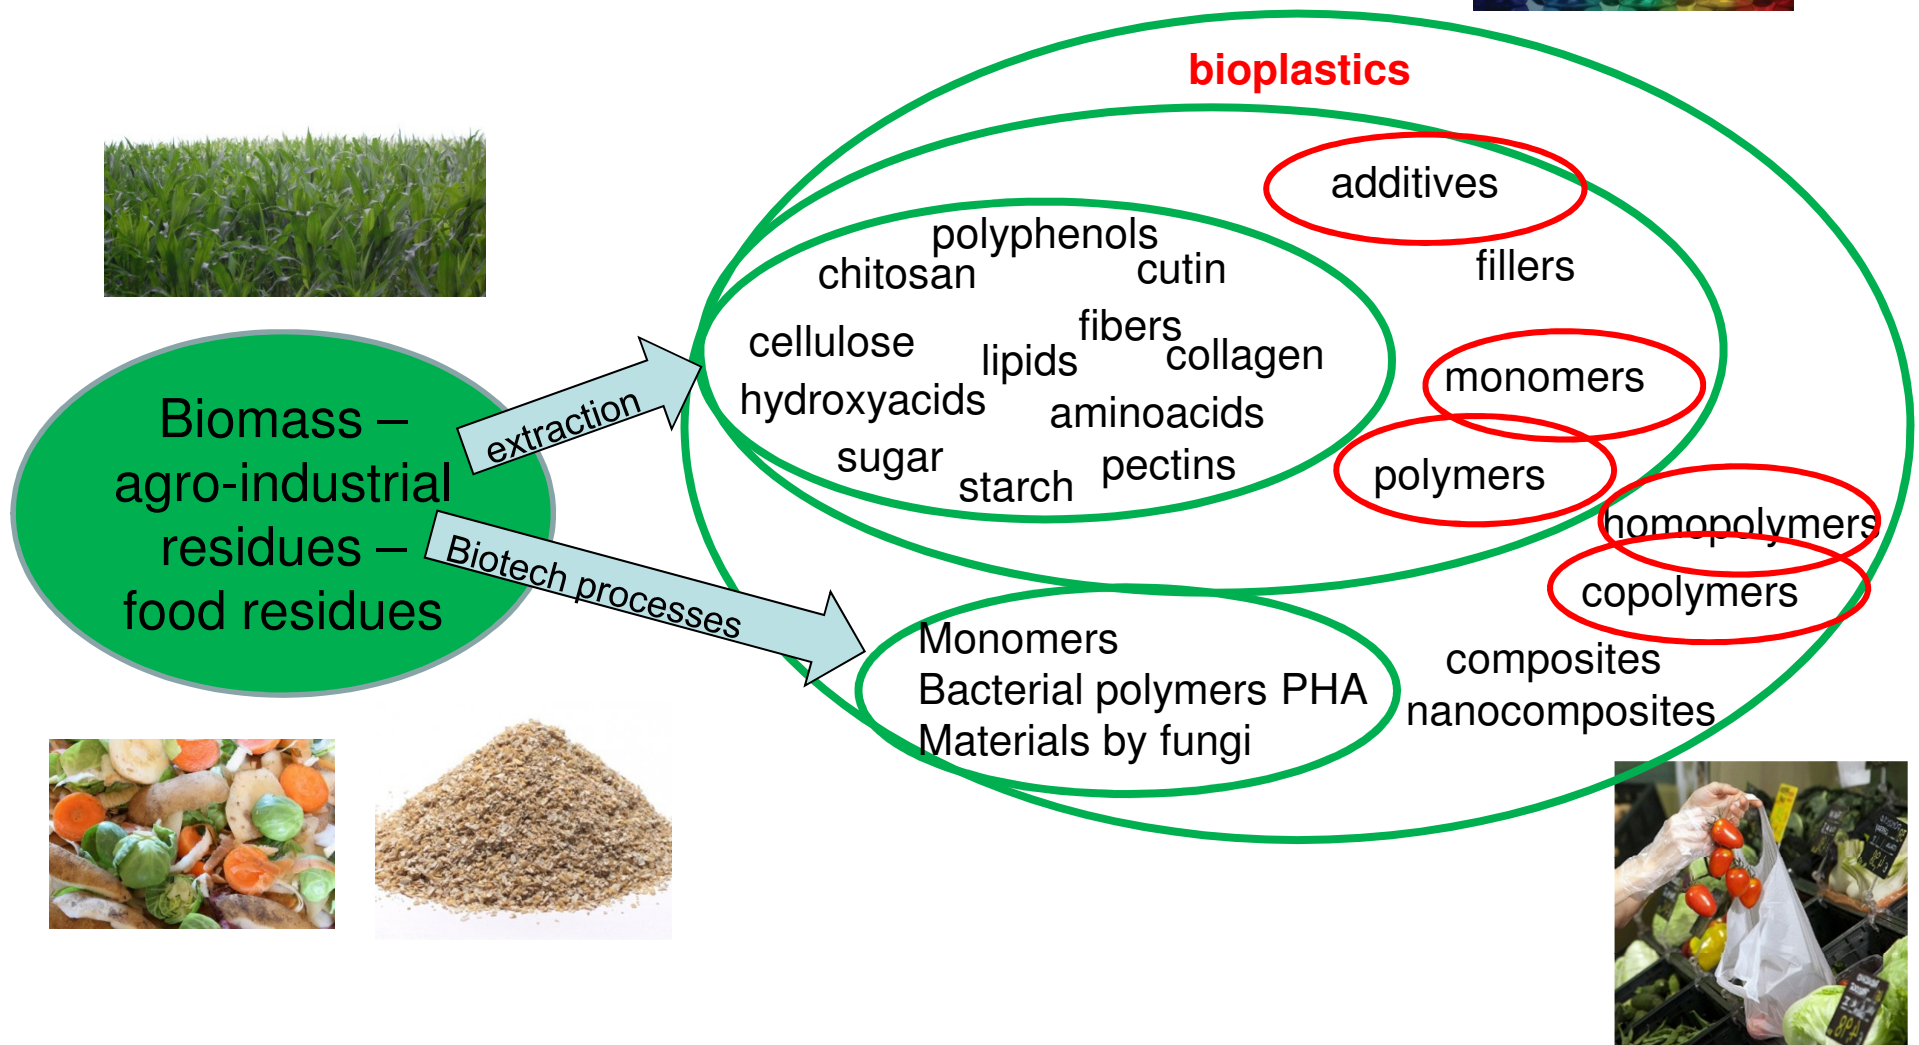 bioplastics
additives
polyphenols
chitosan
cutin
fillers
fibers
cellulose
lipids
collagen
monomers
hydroxyacids
aminoacids
sugar
pectins
starch
polymers
Biomass –
agro-industrial
residues –
food residues
extraction
Biotech processes
homopolymers
copolymers
Monomers
Bacterial polymers PHA
Materials by fungi
composites
nanocomposites